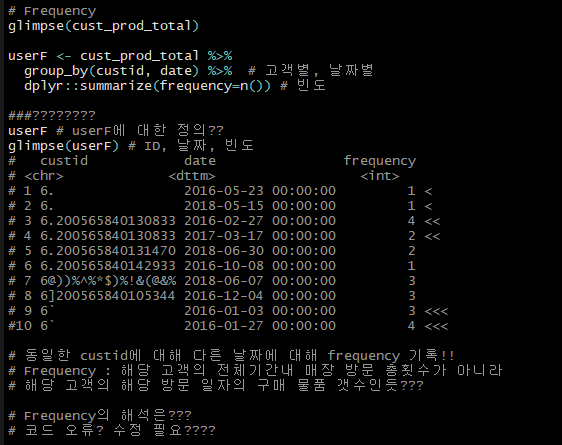 # Frequency
glimpse(cust_prod_total)
userF <- cust_prod_total %>%
group_by(custid, date) %>% # 고객별, 날짜별
dplyr::summarize(frequency=n()) # 빈도
###????????
userF # userF에 대한 정의??
glimpse(userF) # ID, 날짜, 빈도
# custid date frequency
# <chr> <dttm> <int>
# 1 6. 2016-05-23 00:00:00 1 <
# 2 6. 2018-05-15 00:00:00 1 <
# 3 6.200565840130833 2016-02-27 00:00:00 4 <<
# 4 6.200565840130833 2017-03-17 00:00:00 2 <<
# 5 6.200565840131470 2018-06-30 00:00:00 2
# 6 6.200565840142933 2016-10-08 00:00:00 1
# 7 6@))%^%*$)%!&(@&% 2018-06-07 00:00:00 3
# 8 6]200565840105344 2016-12-04 00:00:00 3
# 9 6` 2016-01-03 00:00:00 3 <<<
#10 6` 2016-01-27 00:00:00 4 <<<
# 동일한 custid에 대해 다른 날짜에 대해 frequency 기록!!
# Frequency : 해당 고객의 전체기간내 매장 방문 총횟수가 아니라
# 해당 고객의 해당 방문 일자의 구매 물품 갯수인듯???
# Frequency의 해석은???
# 코드 오류? 수정 필요????